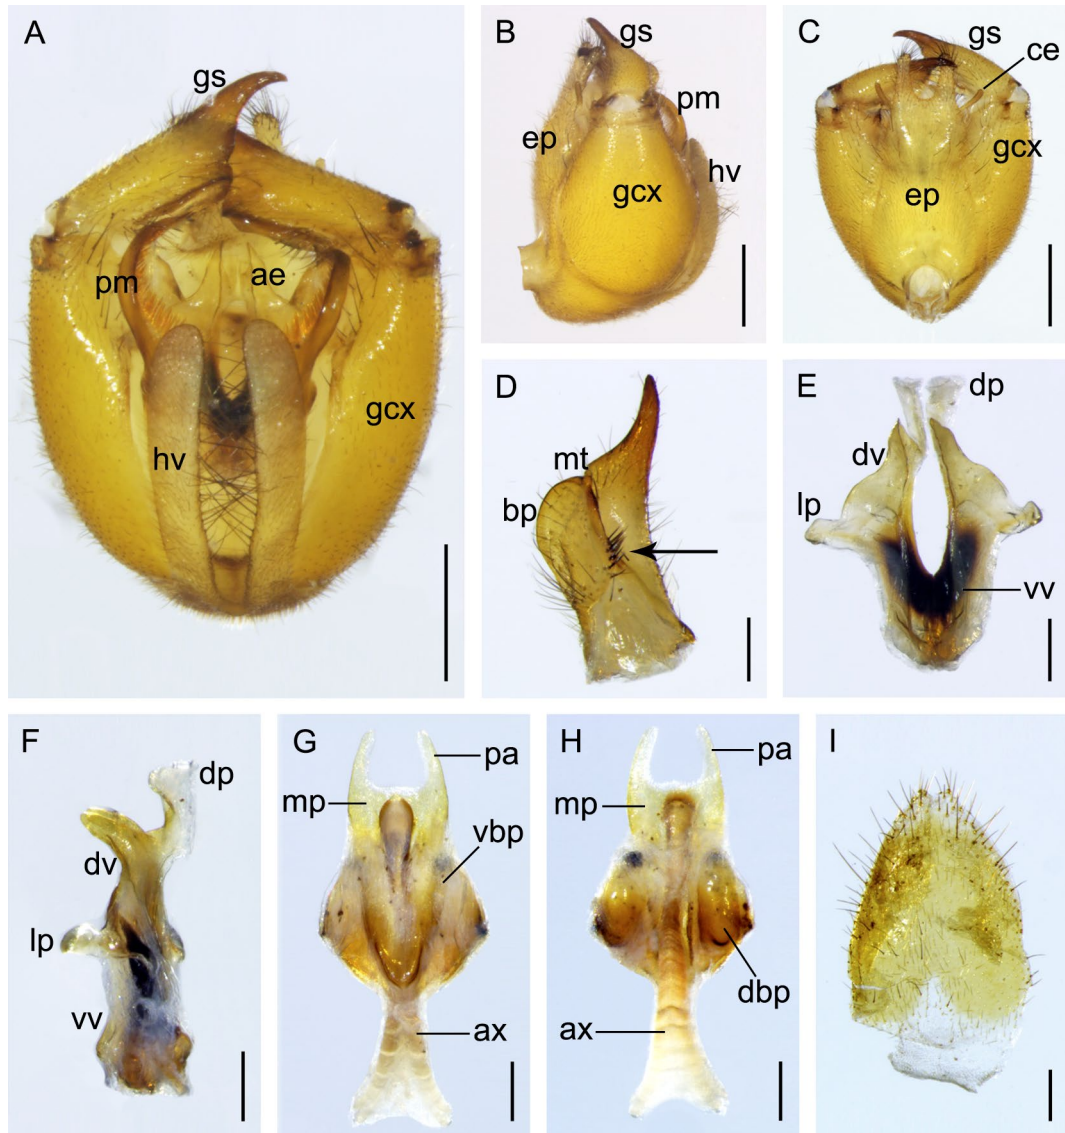 A
gs
pm
ae
hv
gcx
B
gs
pm
ep
hv
gcx
C
gs
ce
gcx
ep
D
mt
bp
E
dp
dv
lp
vv
F
dp
dv
lp
vv
G
pa
mp
vbp
ax
H
pa
mp
dbp
ax
I